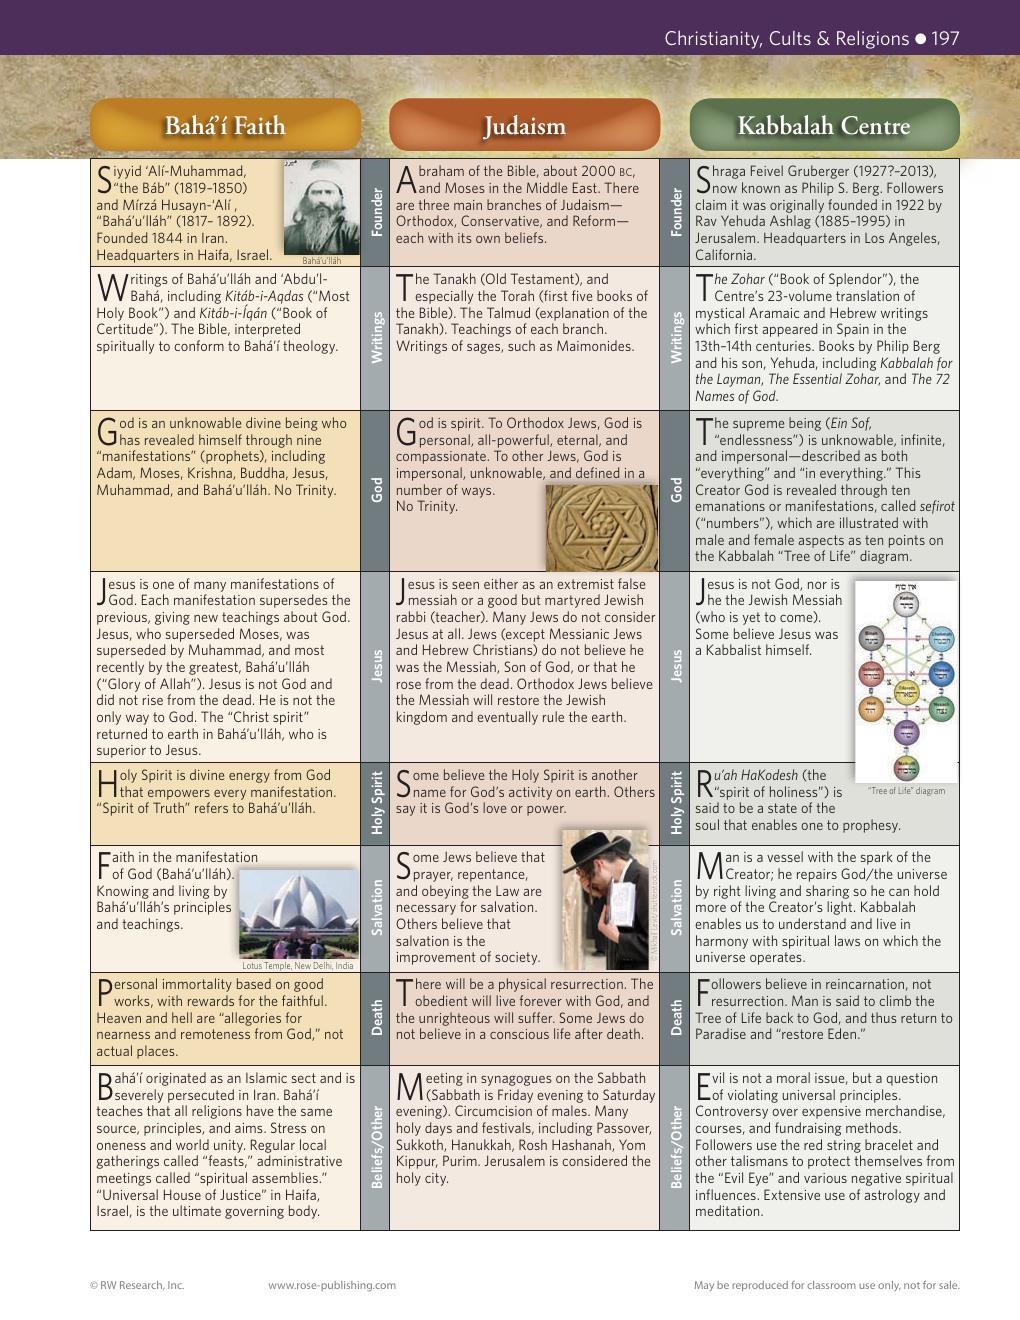 Christianity, Cults & Religions ● 197
Bahá’í Faith
Judaism
Kabbalah Centre
Siyyid ‘Alí-Muhammad,
“the Báb” (1819–1850)
and Mírzá Husayn-‘Alí ,
“Bahá’u’lláh” (1817– 1892).
Founded 1844 in Iran.
Headquarters in Haifa, Israel.
Bahá’u’lláh
Founder
Abraham of the Bible, about 2000 BC,
and Moses in the Middle East. There
are three main branches of Judaism—
Orthodox, Conservative, and Reform—
each with its own beliefs.
Founder
Shraga Feivel Gruberger (1927?–2013),
now known as Philip S. Berg. Followers
claim it was originally founded in 1922 by
Rav Yehuda Ashlag (1885–1995) in
Jerusalem. Headquarters in Los Angeles,
California.
Writings of Bahá’u’lláh and ‘Abdu’l-
Bahá, including Kitáb-i-Aqdas (“Most
Holy Book”) and Kitáb-i-Íqán (“Book of
Certitude”). The Bible, interpreted
spiritually to conform to Bahá’í theology.
Writings
The Tanakh (Old Testament), and
especially the Torah (first five books of
the Bible). The Talmud (explanation of the
Tanakh). Teachings of each branch.
Writings of sages, such as Maimonides.
Writings
The Zohar (“Book of Splendor”), the
Centre’s 23-volume translation of
mystical Aramaic and Hebrew writings
which first appeared in Spain in the
13th–14th centuries. Books by Philip Berg
and his son, Yehuda, including Kabbalah for
the Layman, The Essential Zohar, and The 72
Names of God.
God is an unknowable divine being who
has revealed himself through nine
“manifestations” (prophets), including
Adam, Moses, Krishna, Buddha, Jesus,
Muhammad, and Bahá’u’lláh. No Trinity.
God
God is spirit. To Orthodox Jews, God is
personal, all-powerful, eternal, and
compassionate. To other Jews, God is
impersonal, unknowable, and defined in a
number of ways.
No Trinity.
God
The supreme being (Ein Sof,
“endlessness”) is unknowable, infinite,
and impersonal—described as both
“everything” and “in everything.” This
Creator God is revealed through ten
emanations or manifestations, called sefirot
(“numbers”), which are illustrated with
male and female aspects as ten points on
the Kabbalah “Tree of Life” diagram.
Jesus is one of many manifestations of
God. Each manifestation supersedes the
previous, giving new teachings about God.
Jesus, who superseded Moses, was
superseded by Muhammad, and most
recently by the greatest, Bahá’u’lláh
(“Glory of Allah”). Jesus is not God and
did not rise from the dead. He is not the
only way to God. The “Christ spirit”
returned to earth in Bahá’u’lláh, who is
superior to Jesus.
Jesus
Jesus is seen either as an extremist false
messiah or a good but martyred Jewish
rabbi (teacher). Many Jews do not consider
Jesus at all. Jews (except Messianic Jews
and Hebrew Christians) do not believe he
was the Messiah, Son of God, or that he
rose from the dead. Orthodox Jews believe
the Messiah will restore the Jewish
kingdom and eventually rule the earth.
Jesus
Jesus is not God, nor is
he the Jewish Messiah
(who is yet to come).
Some believe Jesus was
a Kabbalist himself.
אין סוף
“Tree of Life” diagram
Holy Spirit is divine energy from God
that empowers every manifestation.
“Spirit of Truth” refers to Bahá’u’lláh.
Holy Spirit
Some believe the Holy Spirit is another
name for God’s activity on earth. Others
say it is God’s love or power.
Holy Spirit
Ru’ah HaKodesh (the
“spirit of holiness”) is
said to be a state of the
soul that enables one to prophesy.
Faith in the manifestation
of God (Bahá’u’lláh).
Knowing and living by
Bahá’u’lláh’s principles
and teachings.
Lotus Temple, New Delhi, India
Salvation
Some Jews believe that
prayer, repentance,
and obeying the Law are
necessary for salvation.
Others believe that
salvation is the
improvement of society.
Salvation
Man is a vessel with the spark of the
Creator; he repairs God/the universe
by right living and sharing so he can hold
more of the Creator’s light. Kabbalah
enables us to understand and live in
harmony with spiritual laws on which the
universe operates.
Personal immortality based on good
works, with rewards for the faithful.
Heaven and hell are “allegories for
nearness and remoteness from God,” not
actual places.
Death
There will be a physical resurrection. The
obedient will live forever with God, and
the unrighteous will suffer. Some Jews do
not believe in a conscious life after death.
Death
Followers believe in reincarnation, not
resurrection. Man is said to climb the
Tree of Life back to God, and thus return to
Paradise and “restore Eden.”
Bahá’í originated as an Islamic sect and is
severely persecuted in Iran. Bahá’í
teaches that all religions have the same
source, principles, and aims. Stress on
oneness and world unity. Regular local
gatherings called “feasts,” administrative
meetings called “spiritual assemblies.”
“Universal House of Justice” in Haifa,
Israel, is the ultimate governing body.
Beliefs/Other
Meeting in synagogues on the Sabbath
(Sabbath is Friday evening to Saturday
evening). Circumcision of males. Many
holy days and festivals, including Passover,
Sukkoth, Hanukkah, Rosh Hashanah, Yom
Kippur, Purim. Jerusalem is considered the
holy city.
Beliefs/Other
Evil is not a moral issue, but a question
of violating universal principles.
Controversy over expensive merchandise,
courses, and fundraising methods.
Followers use the red string bracelet and
other talismans to protect themselves from
the “Evil Eye” and various negative spiritual
influences. Extensive use of astrology and
meditation.
© RW Research, Inc.
www.rose-publishing.com
May be reproduced for classroom use only, not for sale.